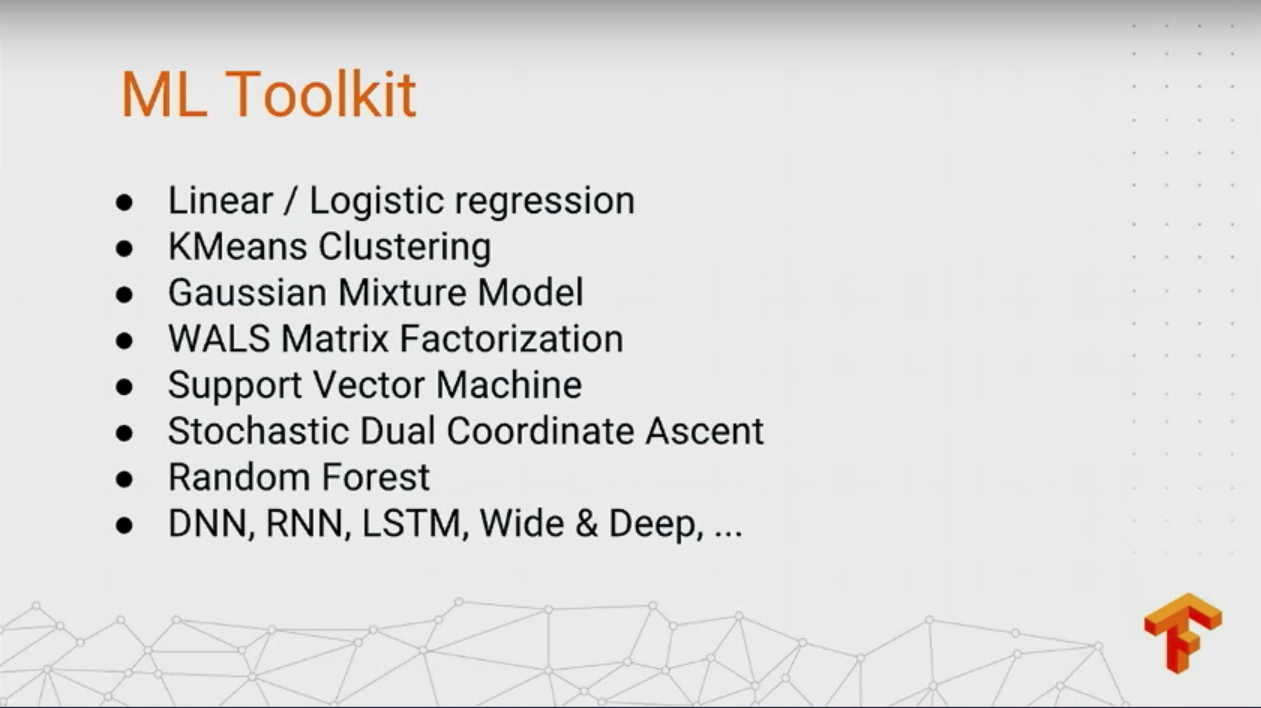 ML Toolkit
● Linear / Logistic regression
● KMeans Clustering
● Gaussian Mixture Model
● WALS Matrix Factorization
● Support Vector Machine
● Stochastic Dual Coordinate Ascent
● Random Forest
● DNN, RNN, LSTM, Wide & Deep, ...